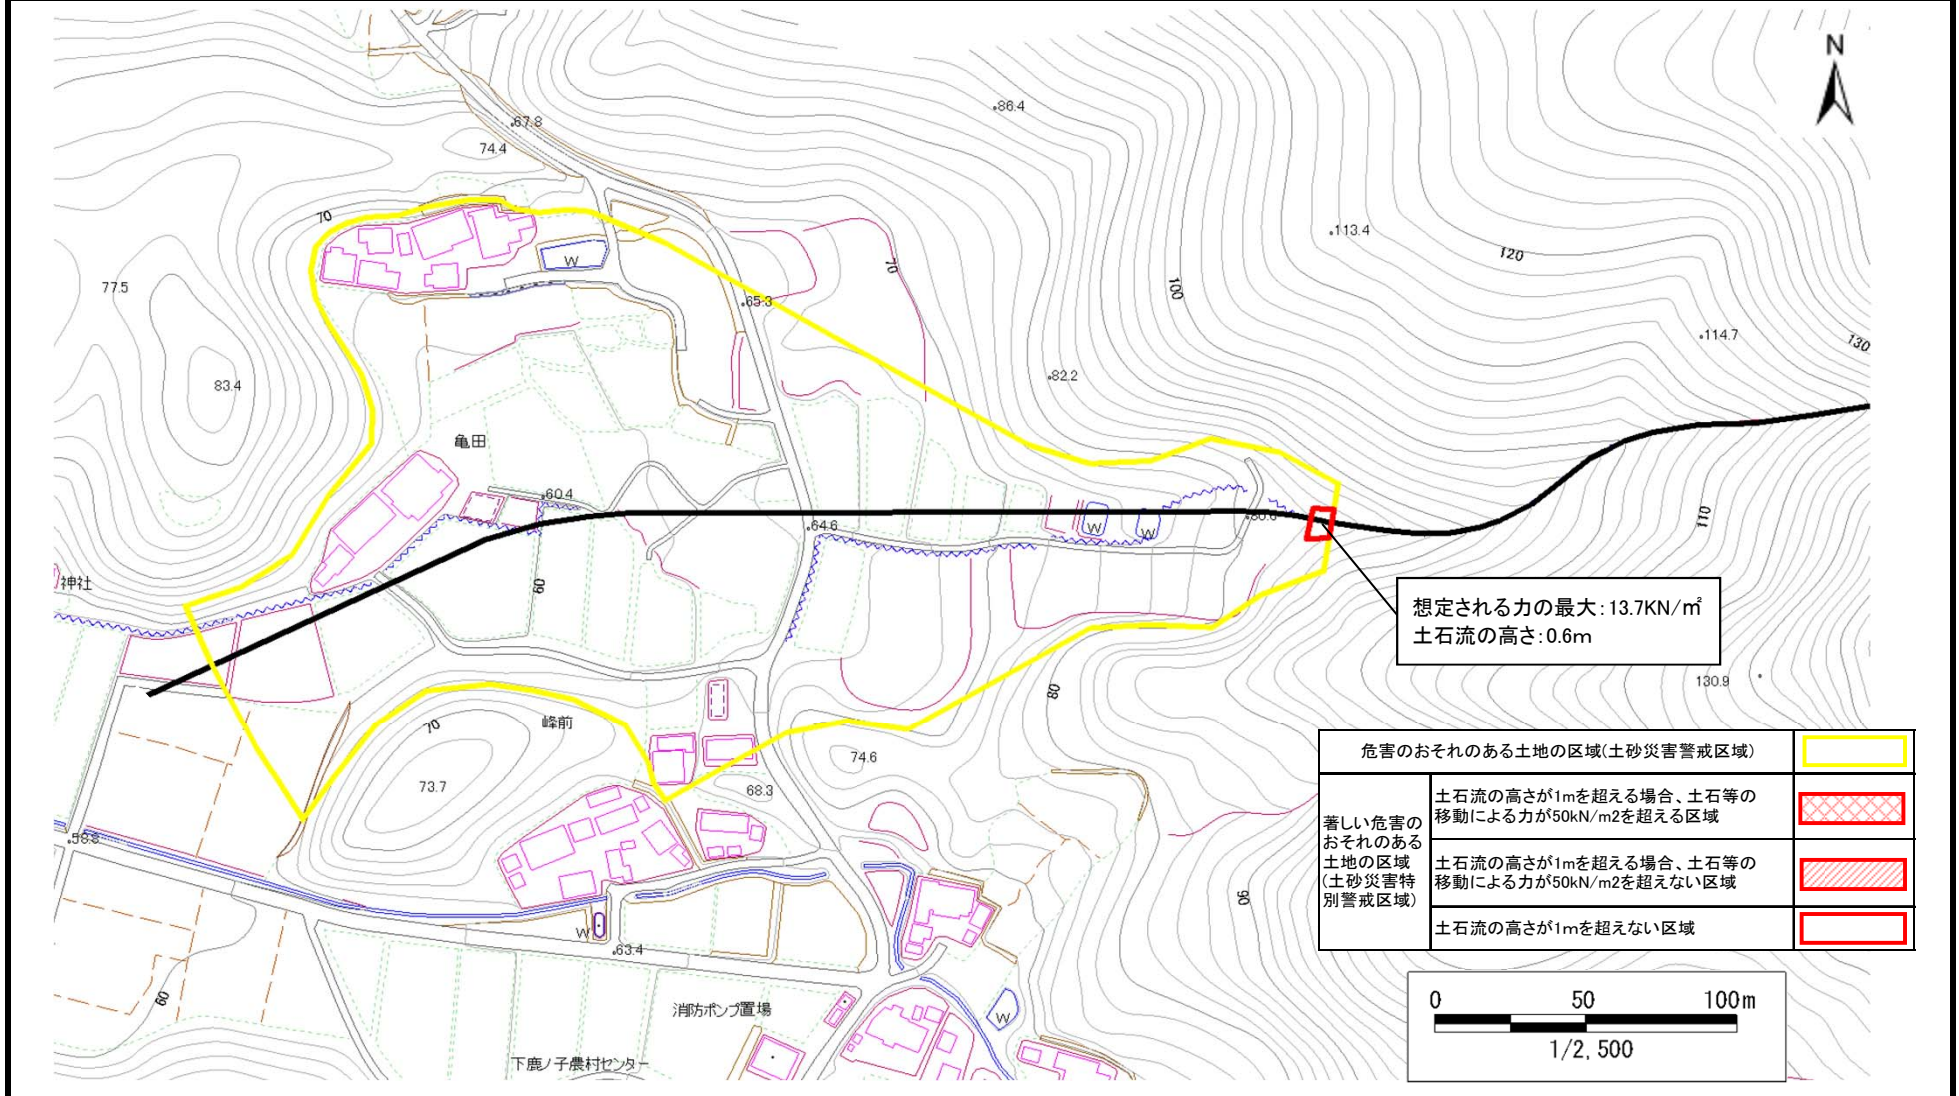 N
86.4
67.8
74.4
70
113.4
120
W
70
100
77.5
65.3
114.7
130
83.4
82.2
亀田
60.4
64.6
W
W
80.6
110
神社
60
想定される力の最大：13.7KN/㎡
土石流の高さ：0.6m
130.9
80
70
峰前
74.6
73.7
68.3
危害のおそれのある土地の区域(土砂災害警戒区域)
著しい危害の
おそれのある
土地の区域
(土砂災害特
別警戒区域)
土石流の高さが1mを超える場合、土石等の
移動による力が50kN/m2を超える区域
土石流の高さが1mを超える場合、土石等の
移動による力が50kN/m2を超えない区域
土石流の高さが1mを超えない区域
58.8
90
W
63.4
60
消防ポンプ置場
W
下鹿ノ子農村センター
0 50 100m
1/2,500